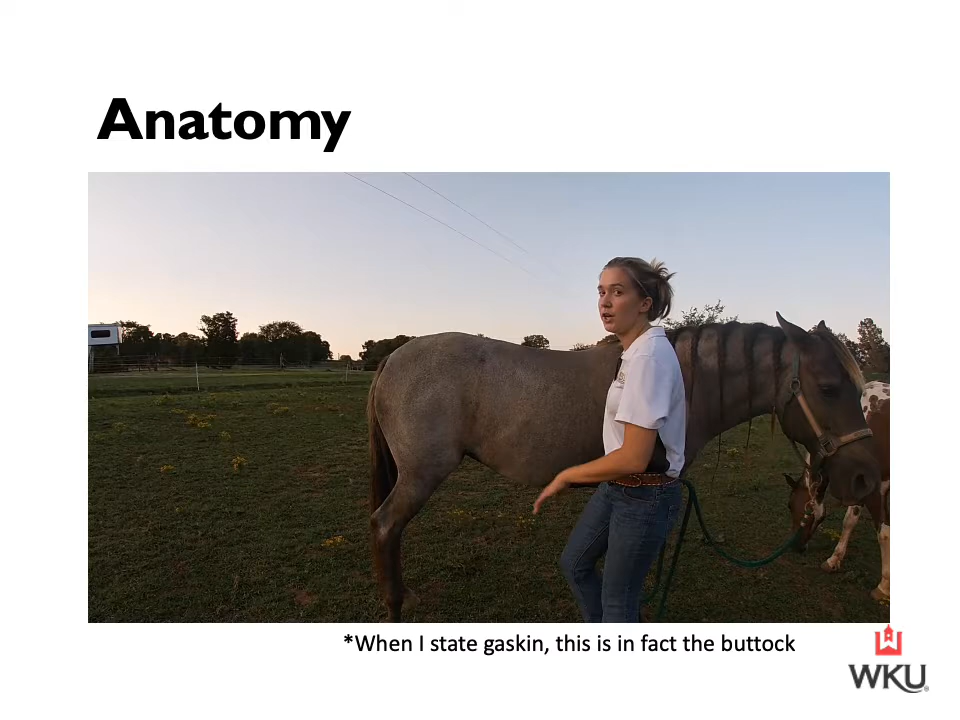 Anatomy
*When I state gaskin, this is in fact the buttock
WKU